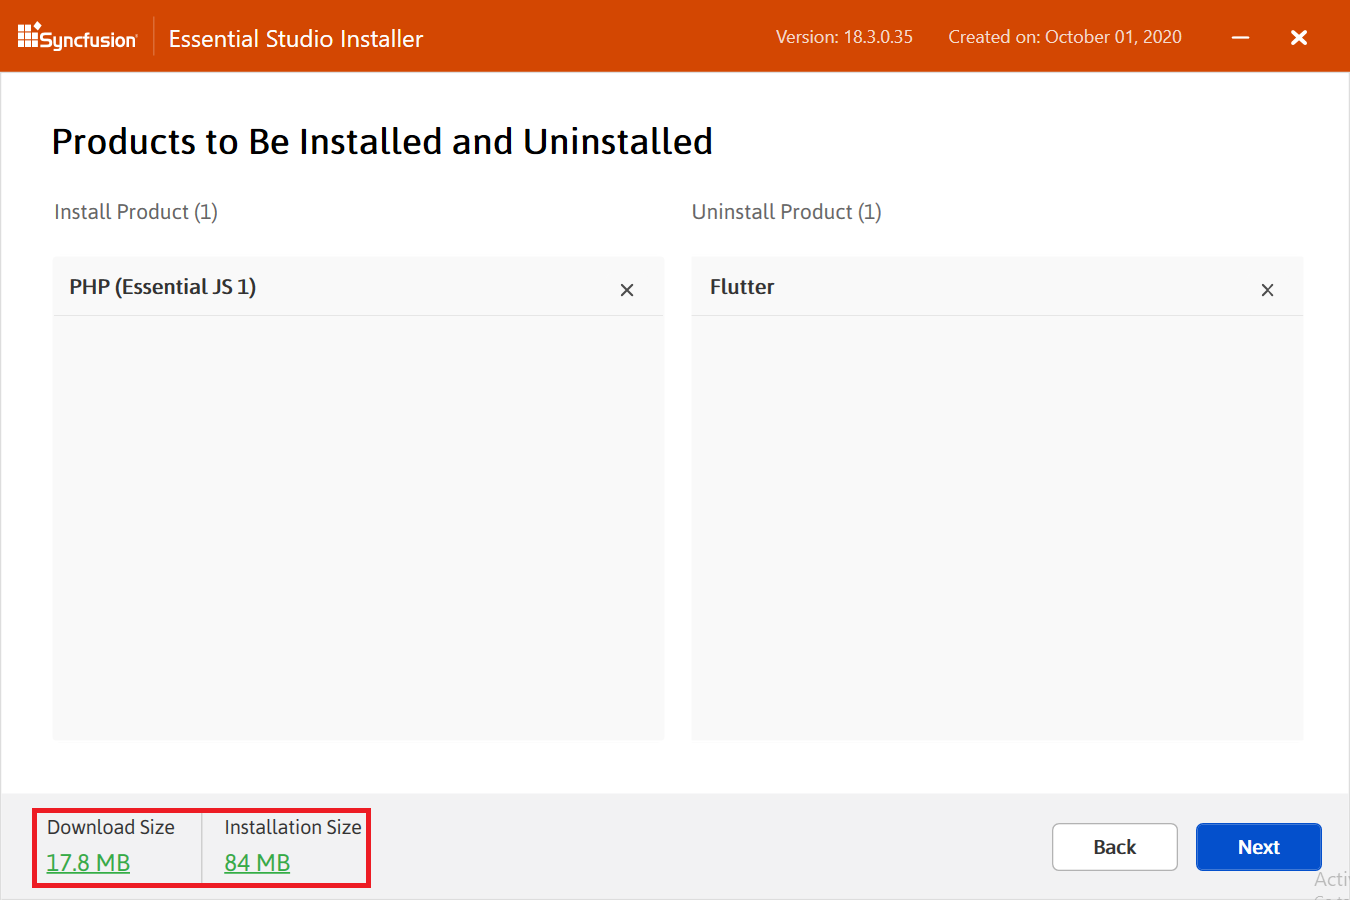 Syncfusion
Essential Studio Installer
Version: 18.3.0.35
Created on: October 01, 2020
Products to Be Installed and Uninstalled
Install Product (1)
Uninstall Product (1)
PHP (Essential JS 1)
Flutter
Download Size
Installation Size
17.8 MB
84 MB
Back
Next